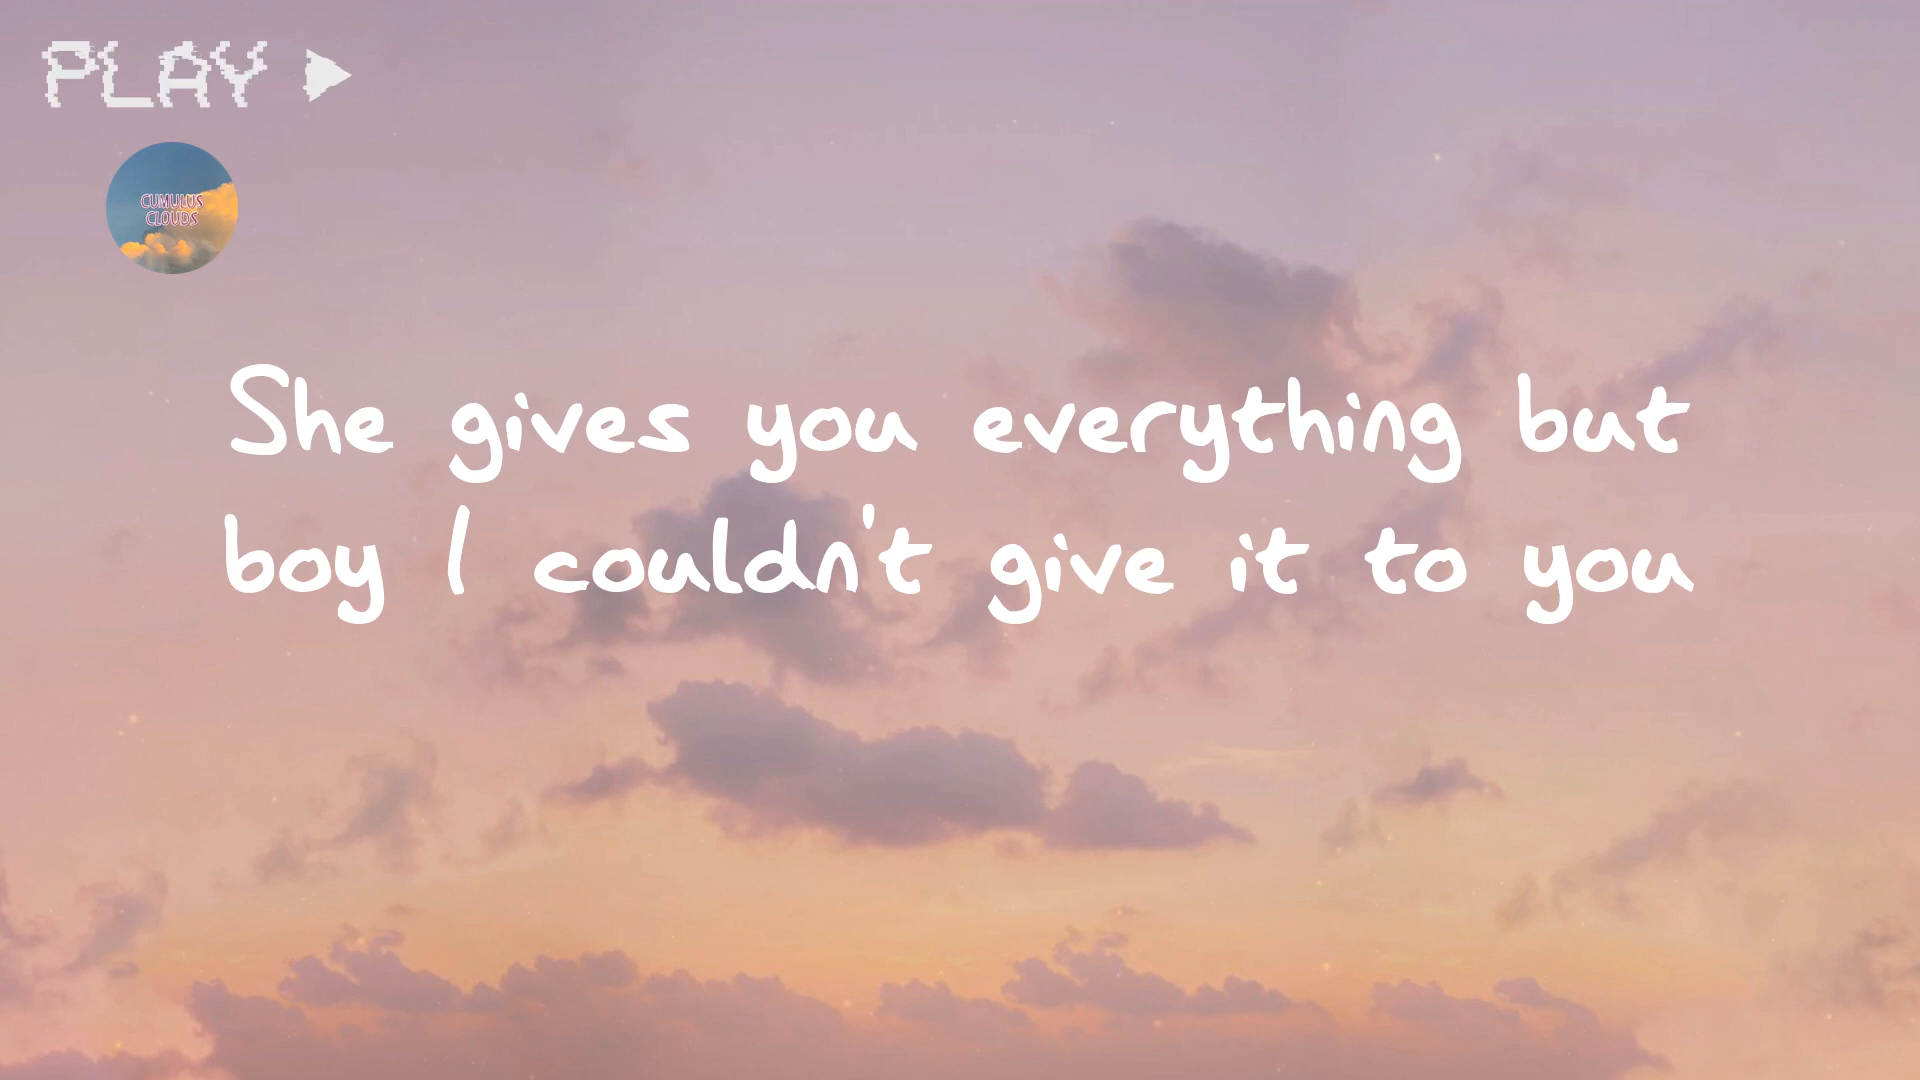 PLAY
CUMULUS
CLOUDS
She gives you everything but
boy I couldn't give it to you